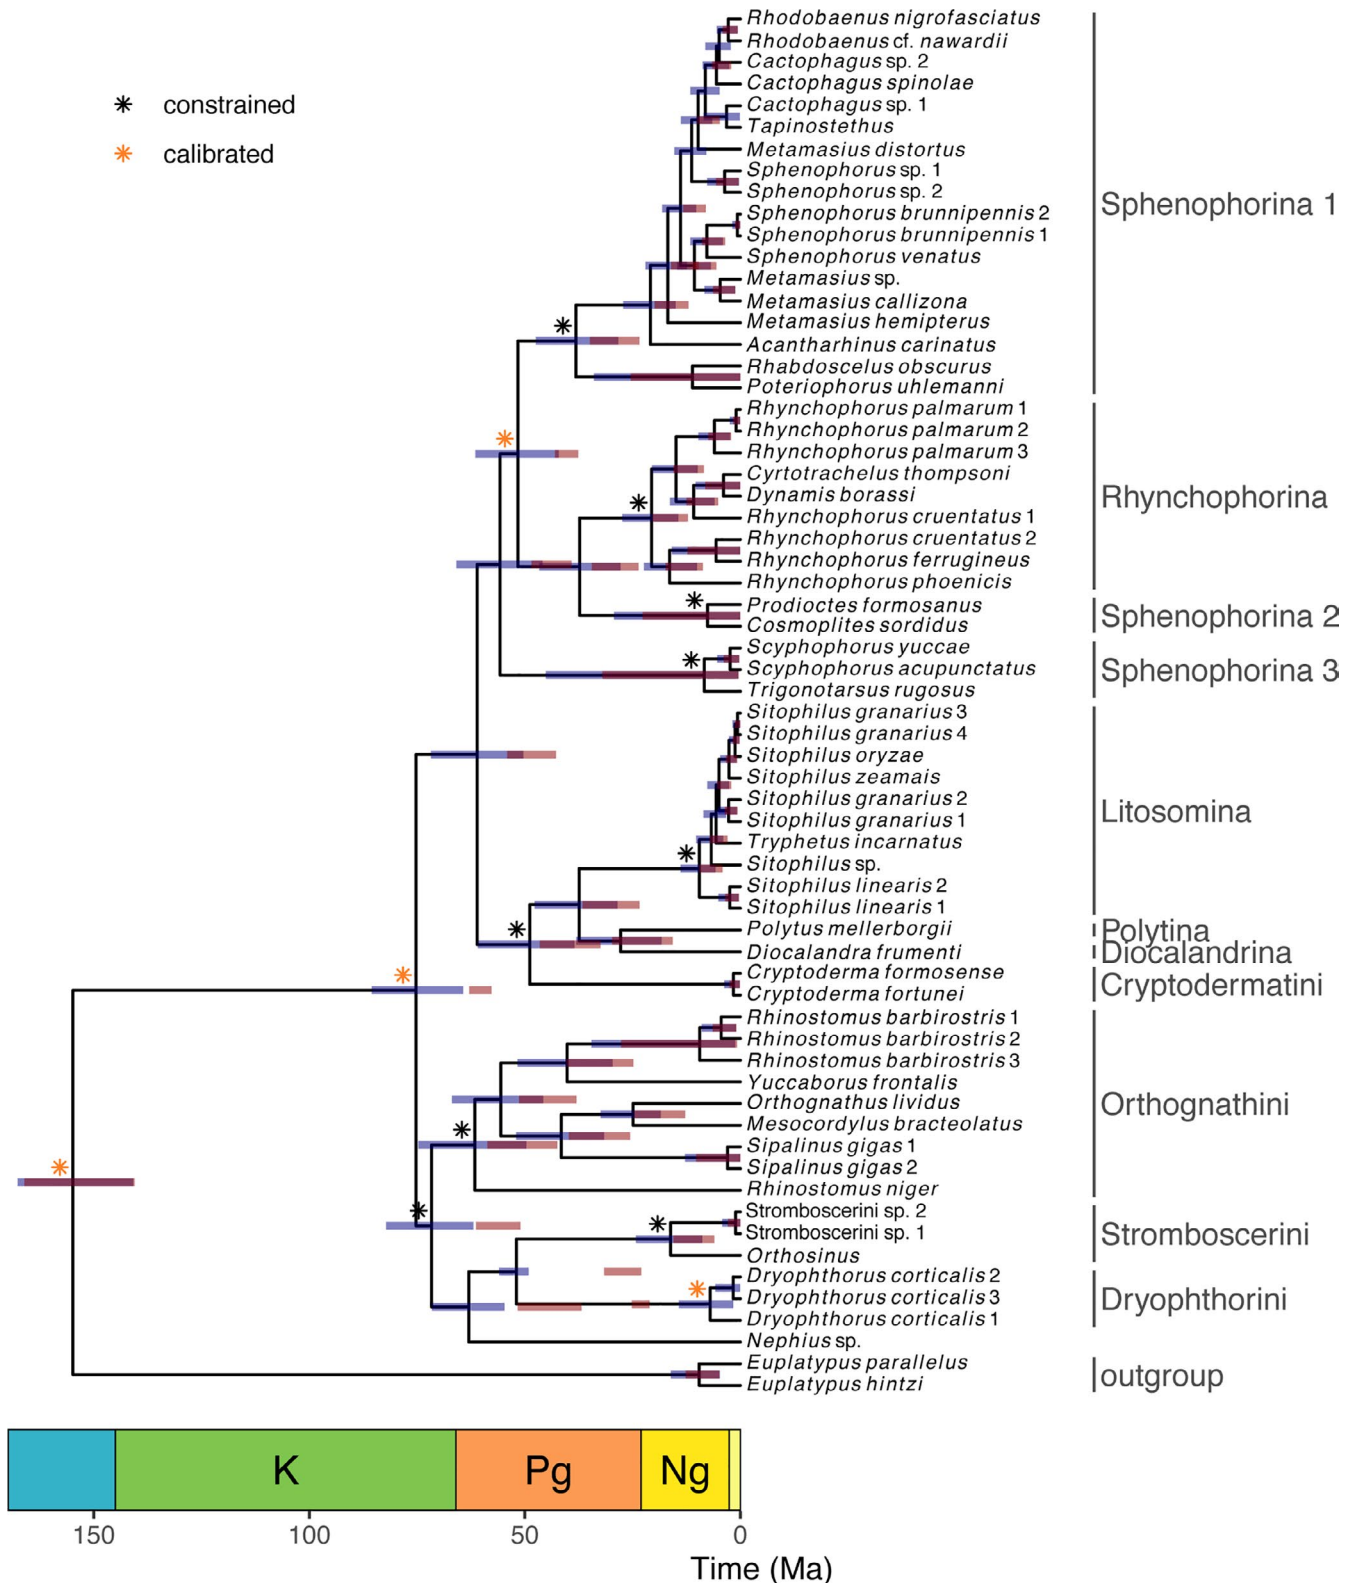 Rhodobaenus nigrofasciatus
Rhodobaenus cf. nawardii
Cactophagus sp. 2
Cactophagus spinolae
Cactophagus sp. 1
Tapinostethus
Metamasius distortus
Sphenophorus sp. 1
Sphenophorus sp. 2
Sphenophorus brunnipennis 2
Sphenophorus brunnipennis 1
Sphenophorus venatus
Metamasius sp.
Metamasius callizona
Metamasius hemipterus
Acantharhinus carinatus
Rhabdoscelus obscurus
Poteriophorus uhlemanni
Rhynchophorus palmarum 1
Rhynchophorus palmarum 2
Rhynchophorus palmarum 3
Cyrtotrachelus thompsoni
Dynamis borassi
Rhynchophorus cruentatus 1
Rhynchophorus cruentatus 2
Rhynchophorus ferrugineus
Rhynchophorus phoenicis
Prodioctes formosanus
Cosmoplites sordidus
Scyphophorus yuccae
Scyphophorus acupunctatus
Trigonotarsus rugosus
Sitophilus granarius 3
Sitophilus granarius 4
Sitophilus oryzae
Sitophilus zeamais
Sitophilus granarius 2
Sitophilus granarius 1
Tryphetus incarnatus
Sitophilus sp.
Sitophilus linearis 2
Sitophilus linearis 1
Polytus mellerborgii
Diocalandra frumenti
Cryptoderma formosense
Cryptoderma fortunei
Rhinostomus barbirostris 1
Rhinostomus barbirostris 2
Rhinostomus barbirostris 3
Yuccaborus frontalis
Orthognathus lividus
Mesocordylus bracteolatus
Sipalinus gigas 1
Sipalinus gigas 2
Rhinostomus niger
Stromboscerini sp. 2
Stromboscerini sp. 1
Orthosinus
Dryophthorus corticalis 2
Dryophthorus corticalis 3
Dryophthorus corticalis 1
Nephius sp.
Euplatypus parallelus
Euplatypus hintzi
constrained
calibrated
Sphenophorina 1
Rhynchophorina
Sphenophorina 2
Sphenophorina 3
Litosomina
Polytina
Diocalandrina
Cryptodermatini
Orthognathini
Stromboscerini
Dryophthorini
outgroup
K Pg Ng
150 100 50 0
Time (Ma)